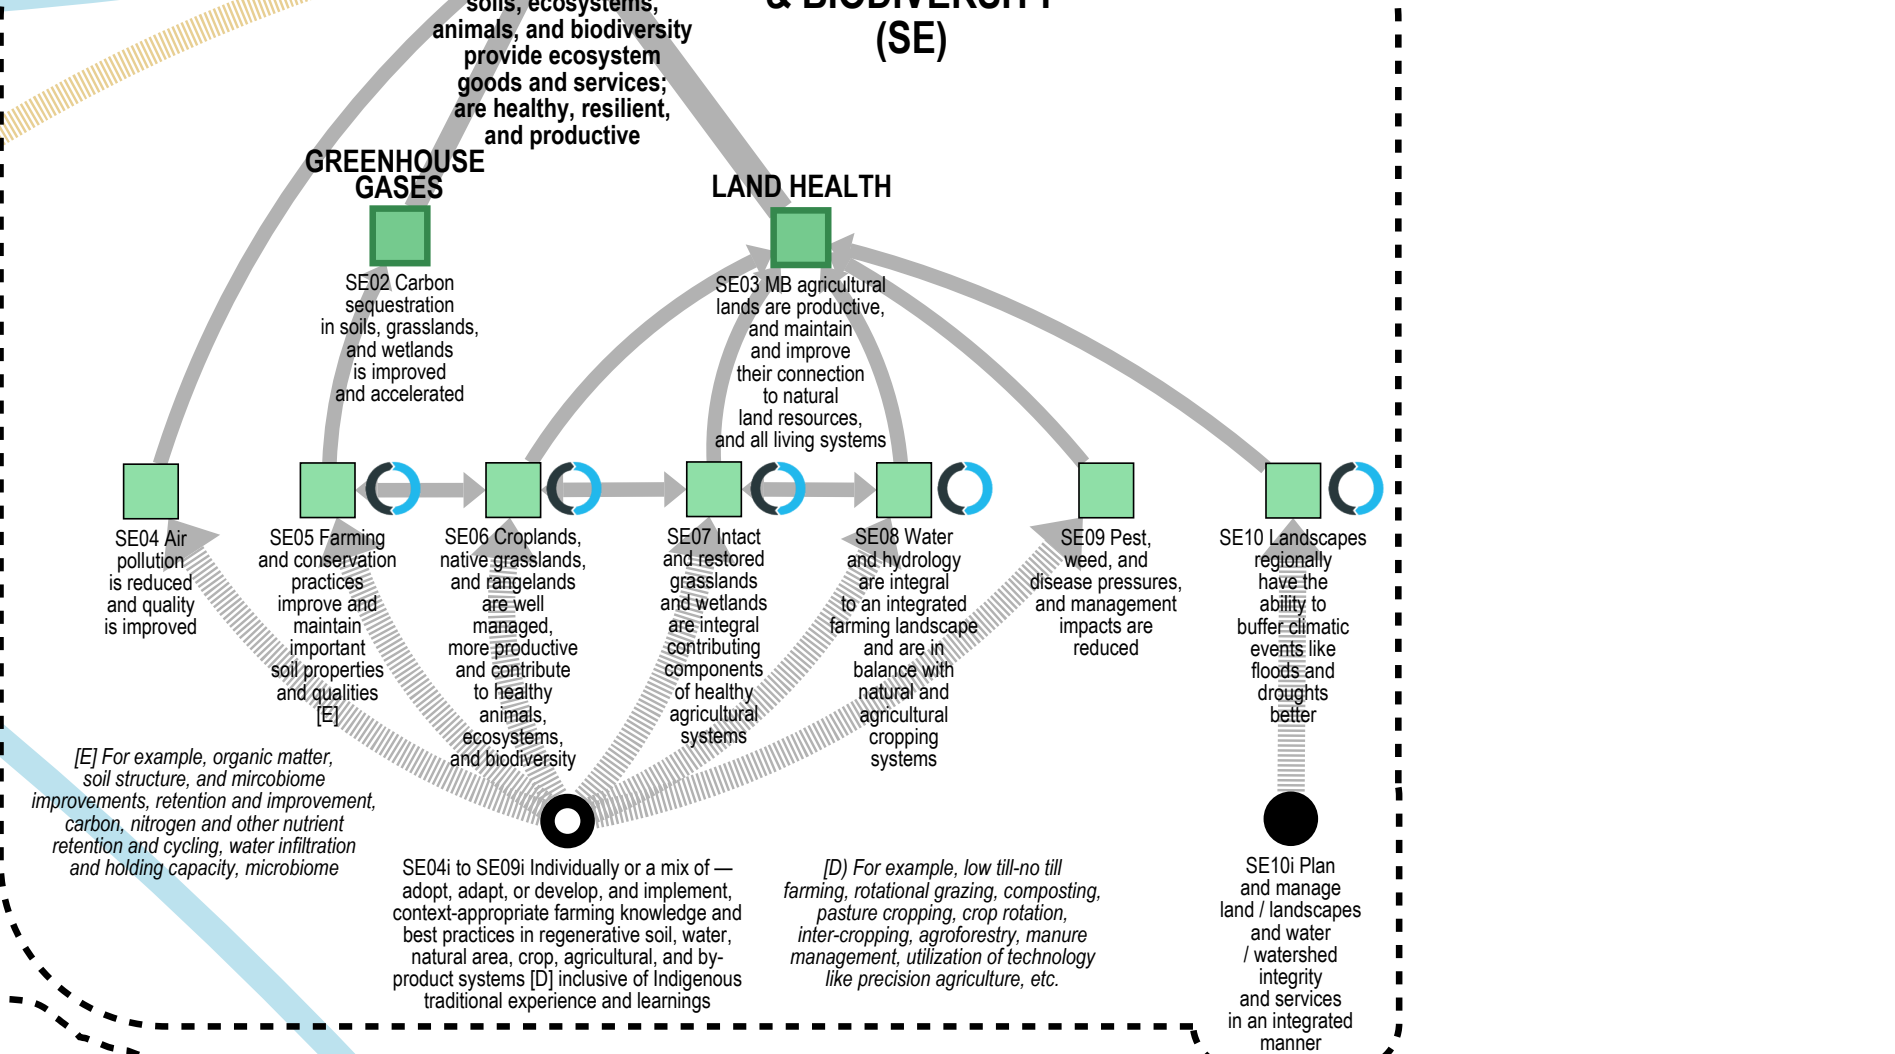 soils, ecosystems,
animals, and biodiversity
provide ecosystem
goods and services;
are healthy, resilient,
and productive
& BIODIVERSITY
(SE)
GREENHOUSE
GASES
LAND HEALTH
SE02 Carbon
sequestration
in soils, grasslands,
and wetlands
is improved
and accelerated
SE03 MB agricultural
lands are productive,
and maintain
and improve
their connection
to natural
land resources,
and all living systems
SE04 Air
pollution
is reduced
and quality
is improved
SE05 Farming
and conservation
practices
improve and
maintain
important
soil properties
and qualities
[E]
SE06 Croplands,
native grasslands,
and rangelands
are well
managed,
more productive
and contribute
to healthy
animals,
ecosystems,
and biodiversity
SE07 Intact
and restored
grasslands
and wetlands
are integral
contributing
components
of healthy
agricultural
systems
SE08 Water
and hydrology
are integral
to an integrated
farming landscape
and are in
balance with
natural and
agricultural
cropping
systems
SE09 Pest,
weed, and
disease pressures,
and management
impacts are
reduced
SE10 Landscapes
regionally
have the
ability to
buffer climatic
events like
floods and
droughts
better
[E] For example, organic matter,
soil structure, and mircobiome
improvements, retention and improvement,
carbon, nitrogen and other nutrient
retention and cycling, water infiltration
and holding capacity, microbiome
SE04i to SE09i Individually or a mix of —
adopt, adapt, or develop, and implement,
context-appropriate farming knowledge and
best practices in regenerative soil, water,
natural area, crop, agricultural, and by-
product systems [D] inclusive of Indigenous
traditional experience and learnings
[D) For example, low till-no till
farming, rotational grazing, composting,
pasture cropping, crop rotation,
inter-cropping, agroforestry, manure
management, utilization of technology
like precision agriculture, etc.
SE10i Plan
and manage
land / landscapes
and water
/ watershed
integrity
and services
in an integrated
manner